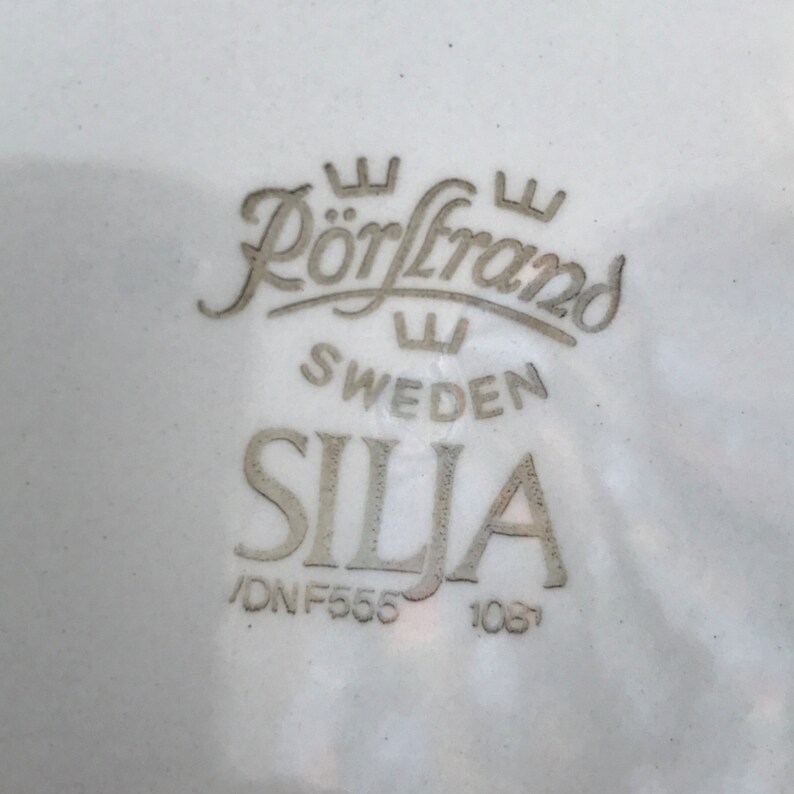 Rörstrand
SWEDEN
SILJA
/DN F555 1081